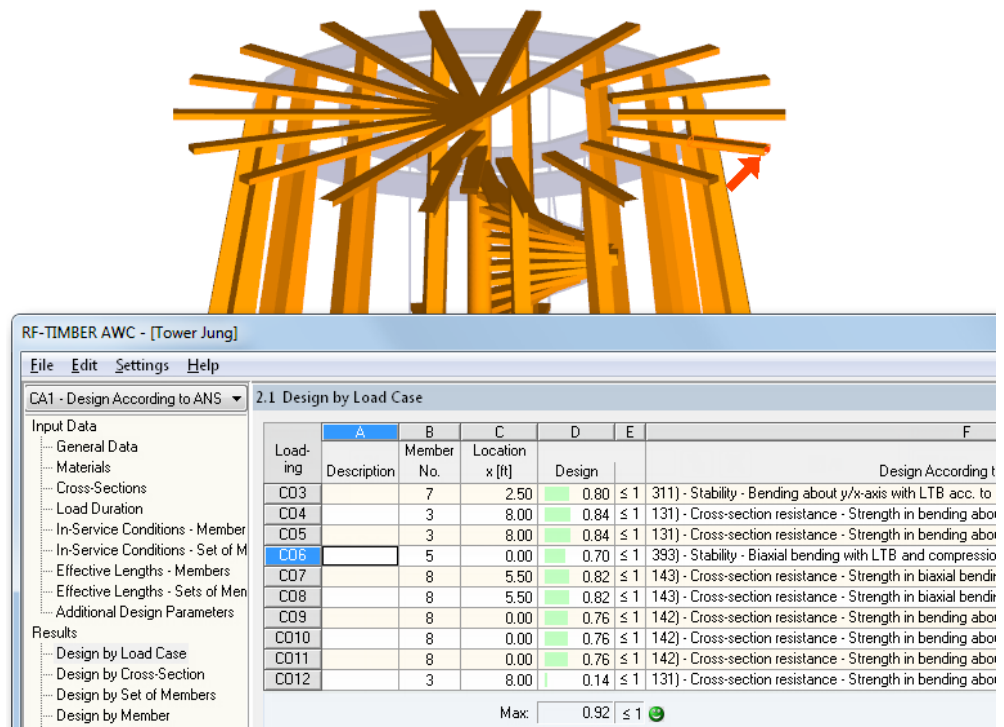 RF-TIMBER AWC - [Tower Jung]
File Edit Settings Help
CA1 - Design According to ANS
2.1 Design by Load Case
Input Data
General Data
Materials
Cross-Sections
Load Duration
In-Service Conditions - Member
In-Service Conditions - Set of M
Effective Lengths - Members
Effective Lengths - Sets of Men
Additional Design Parameters
Results
Design by Load Case
Design by Cross-Section
Design by Set of Members
Design by Member
A B C D E F
Load- Member Location
ing Description No. x [ft] Design Design According t
CO3 7 2.50 0.80 ≤ 1 311) - Stability - Bending about y/x-axis with LTB acc. to
CO4 3 8.00 0.84 ≤ 1 131) - Cross-section resistance - Strength in bending abou
CO5 3 8.00 0.84 ≤ 1 131) - Cross-section resistance - Strength in bending abou
CO6 5 0.00 0.70 ≤ 1 393) - Stability - Biaxial bending with LTB and compressio
CO7 8 5.50 0.82 ≤ 1 143) - Cross-section resistance - Strength in biaxial bendin
CO8 8 5.50 0.82 ≤ 1 143) - Cross-section resistance - Strength in biaxial bendin
CO9 8 0.00 0.76 ≤ 1 142) - Cross-section resistance - Strength in bending abou
CO10 8 0.00 0.76 ≤ 1 142) - Cross-section resistance - Strength in bending abou
CO11 8 0.00 0.76 ≤ 1 142) - Cross-section resistance - Strength in bending abou
CO12 3 8.00 0.14 ≤ 1 131) - Cross-section resistance - Strength in bending abou
Max: 0.92 ≤ 1